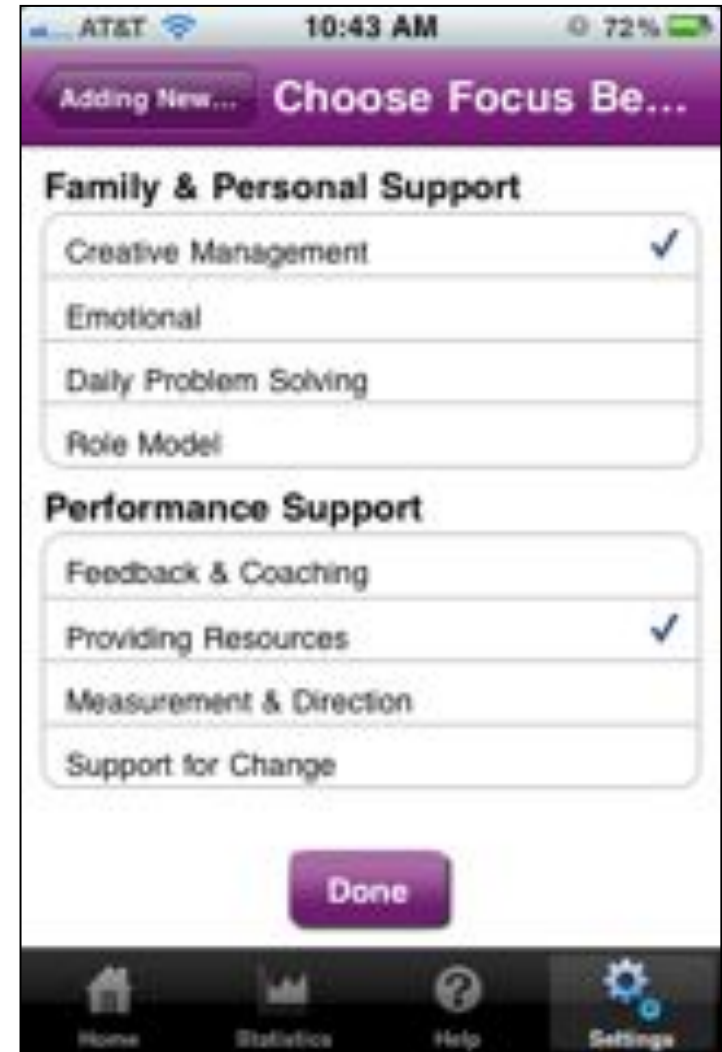 AT&T 10:43 AM 72%
Adding New... Choose Focus Be...
Family & Personal Support
Creative Management
Emotional
Daily Problem Solving
Role Model
Performance Support
Feedback & Coaching
Providing Resources
Measurement & Direction
Support for Change
Done
Home Statistics Help Settings